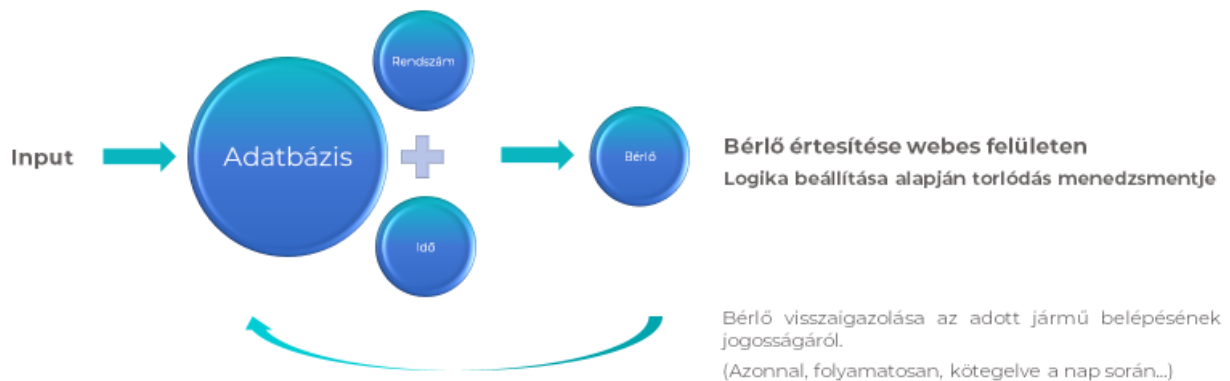 Input
Adatbázis
Rendszám
Idő
Bérlő
Bérlő értesítése webes felületen
Logika beállítása alapján torlódás menedzsmentje
Bérlő visszaigazolása az adott jármű belépésének
jogosságáról.
(Azonnal, folyamatosan, kötegelve a nap során...)